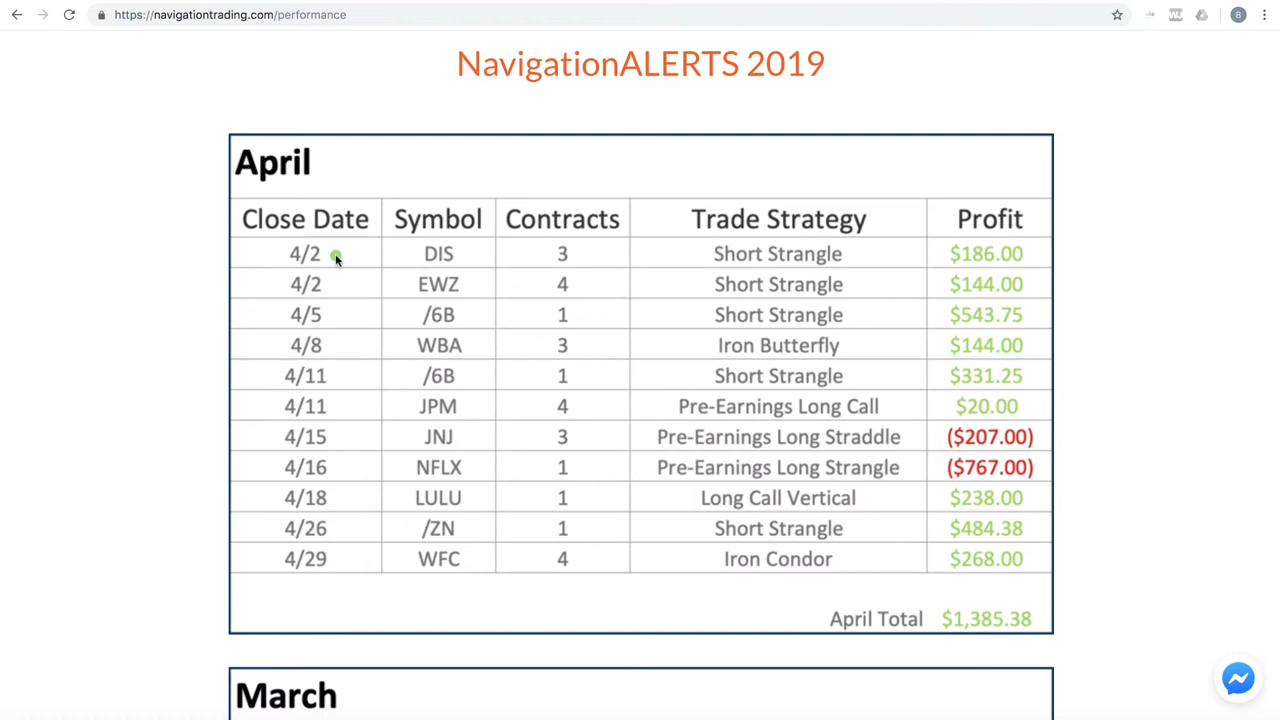 https://navigationtrading.com/performance
B
NavigationALERTS 2019
April
Close Date Symbol Contracts Trade Strategy Profit
4/2 DIS 3 Short Strangle $186.00
4/2 EWZ 4 Short Strangle $144.00
4/5 /6B 1 Short Strangle $543.75
4/8 WBA 3 Iron Butterfly $144.00
4/11 /6B 1 Short Strangle $331.25
4/11 JPM 4 Pre-Earnings Long Call $20.00
4/15 JNJ 3 Pre-Earnings Long Straddle ($207.00)
4/16 NFLX 1 Pre-Earnings Long Strangle ($767.00)
4/18 LULU 1 Long Call Vertical $238.00
4/26 /ZN 1 Short Strangle $484.38
4/29 WFC 4 Iron Condor $268.00
April Total $1,385.38
March